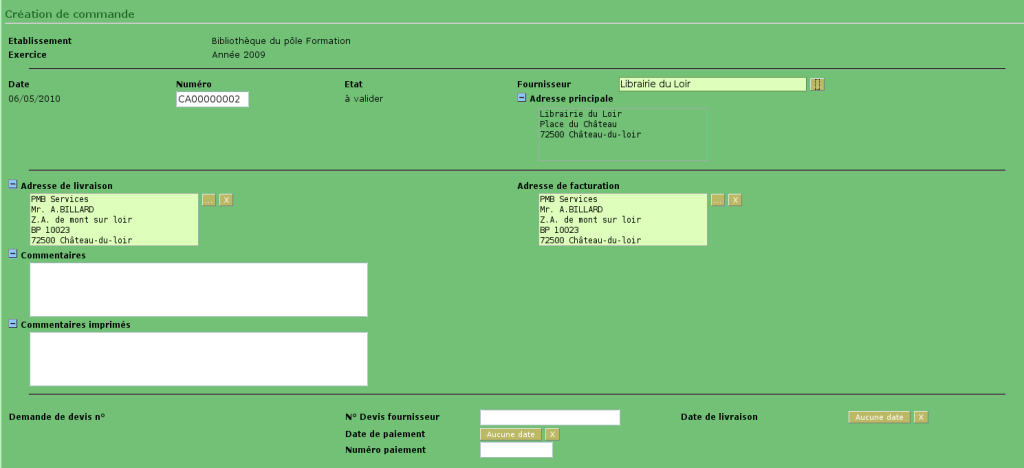 Création de commande
Etablissement Bibliothèque du pôle Formation
Exercice Année 2009
Date Numéro Etat Fournisseur Librairie du Loir
06/05/2010 CA00000002 à valider Adresse principale
Librairie du Loir
Place du Château
72500 Château-du-loir
Adresse de livraison Adresse de facturation
PMB Services ... X PMB Services ... X
Mr. A.BILLARD Mr. A.BILLARD
Z.A. de mont sur loir Z.A. de mont sur loir
BP 10023 BP 10023
72500 Château-du-loir 72500 Château-du-loir
Commentaires
Commentaires imprimés
Demande de devis n° N° Devis fournisseur Date de livraison Aucune date X
Date de paiement Aucune date X
Numéro paiement